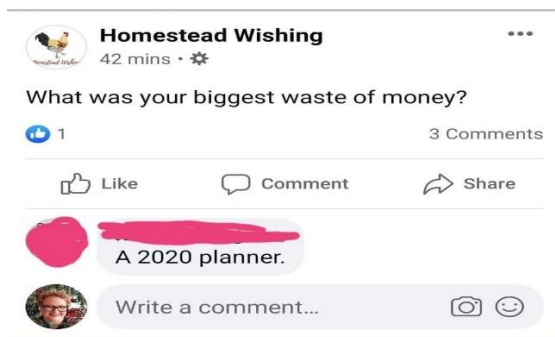 Homestead Wishing
42 mins ·
What was your biggest waste of money?
1
3 Comments
Like
Comment
Share
A 2020 planner.
Write a comment...